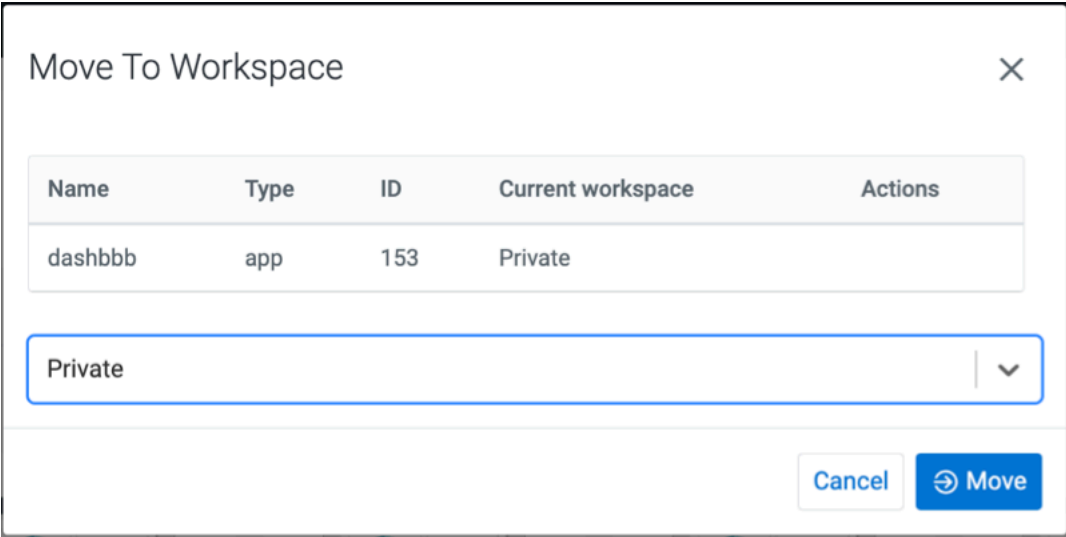 Move To Workspace
Name Type ID Current workspace Actions
dashbbb app 153 Private
Private
Cancel Move